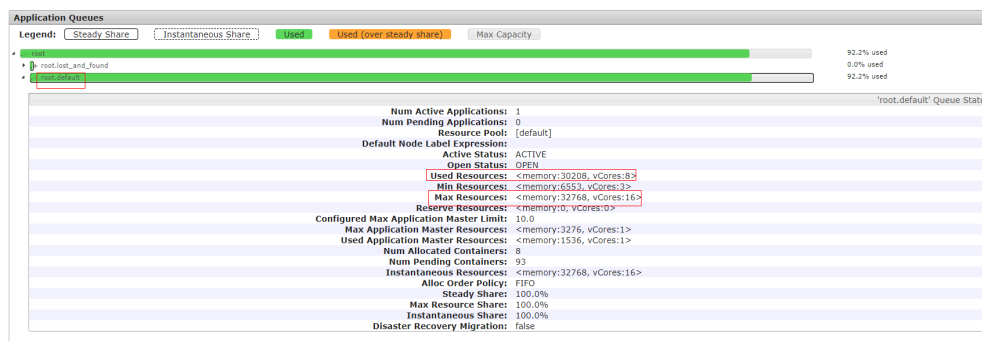 Application Queues
Legend: Steady Share Instantaneous Share Used Used (over steady share) Max Capacity
root 92.2% used
root.lost_and_found 0.0% used
root.default 92.2% used
'root.default' Queue Statu
Num Active Applications: 1
Num Pending Applications: 0
Resource Pool: [default]
Default Node Label Expression:
Active Status: ACTIVE
Open Status: OPEN
Used Resources: <memory:30208, vCores:8>
Min Resources: <memory:6553, vCores:3>
Max Resources: <memory:32768, vCores:16>
Reserve Resources: <memory:0, vCores:0>
Configured Max Application Master Limit: 10.0
Max Application Master Resources: <memory:3276, vCores:1>
Used Application Master Resources: <memory:1536, vCores:1>
Num Allocated Containers: 8
Num Pending Containers: 93
Instantaneous Resources: <memory:32768, vCores:16>
Alloc Order Policy: FIFO
Steady Share: 100.0%
Max Resource Share: 100.0%
Instantaneous Share: 100.0%
Disaster Recovery Migration: false